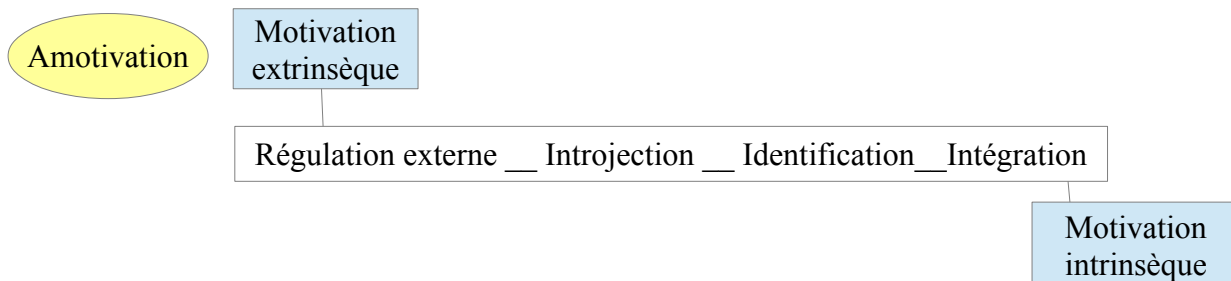 Amotivation
Motivation
extrinsèque
Régulation externe __ Introjection __ Identification__Intégration
Motivation
intrinsèque